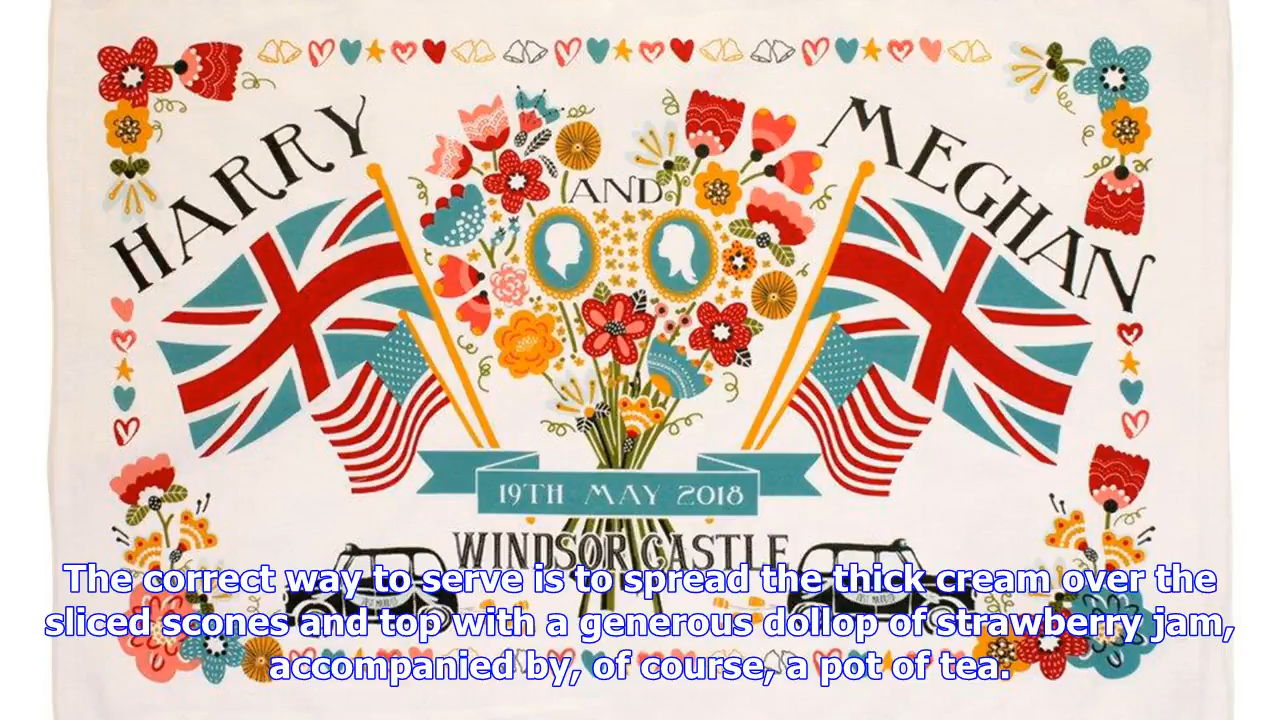 HARRY
AND
MEGHAN
19TH MAY 2018
WINDSOR CASTLE
The correct way to serve is to spread the thick cream over the
sliced scones and top with a generous dollop of strawberry jam,
accompanied by, of course, a pot of tea.